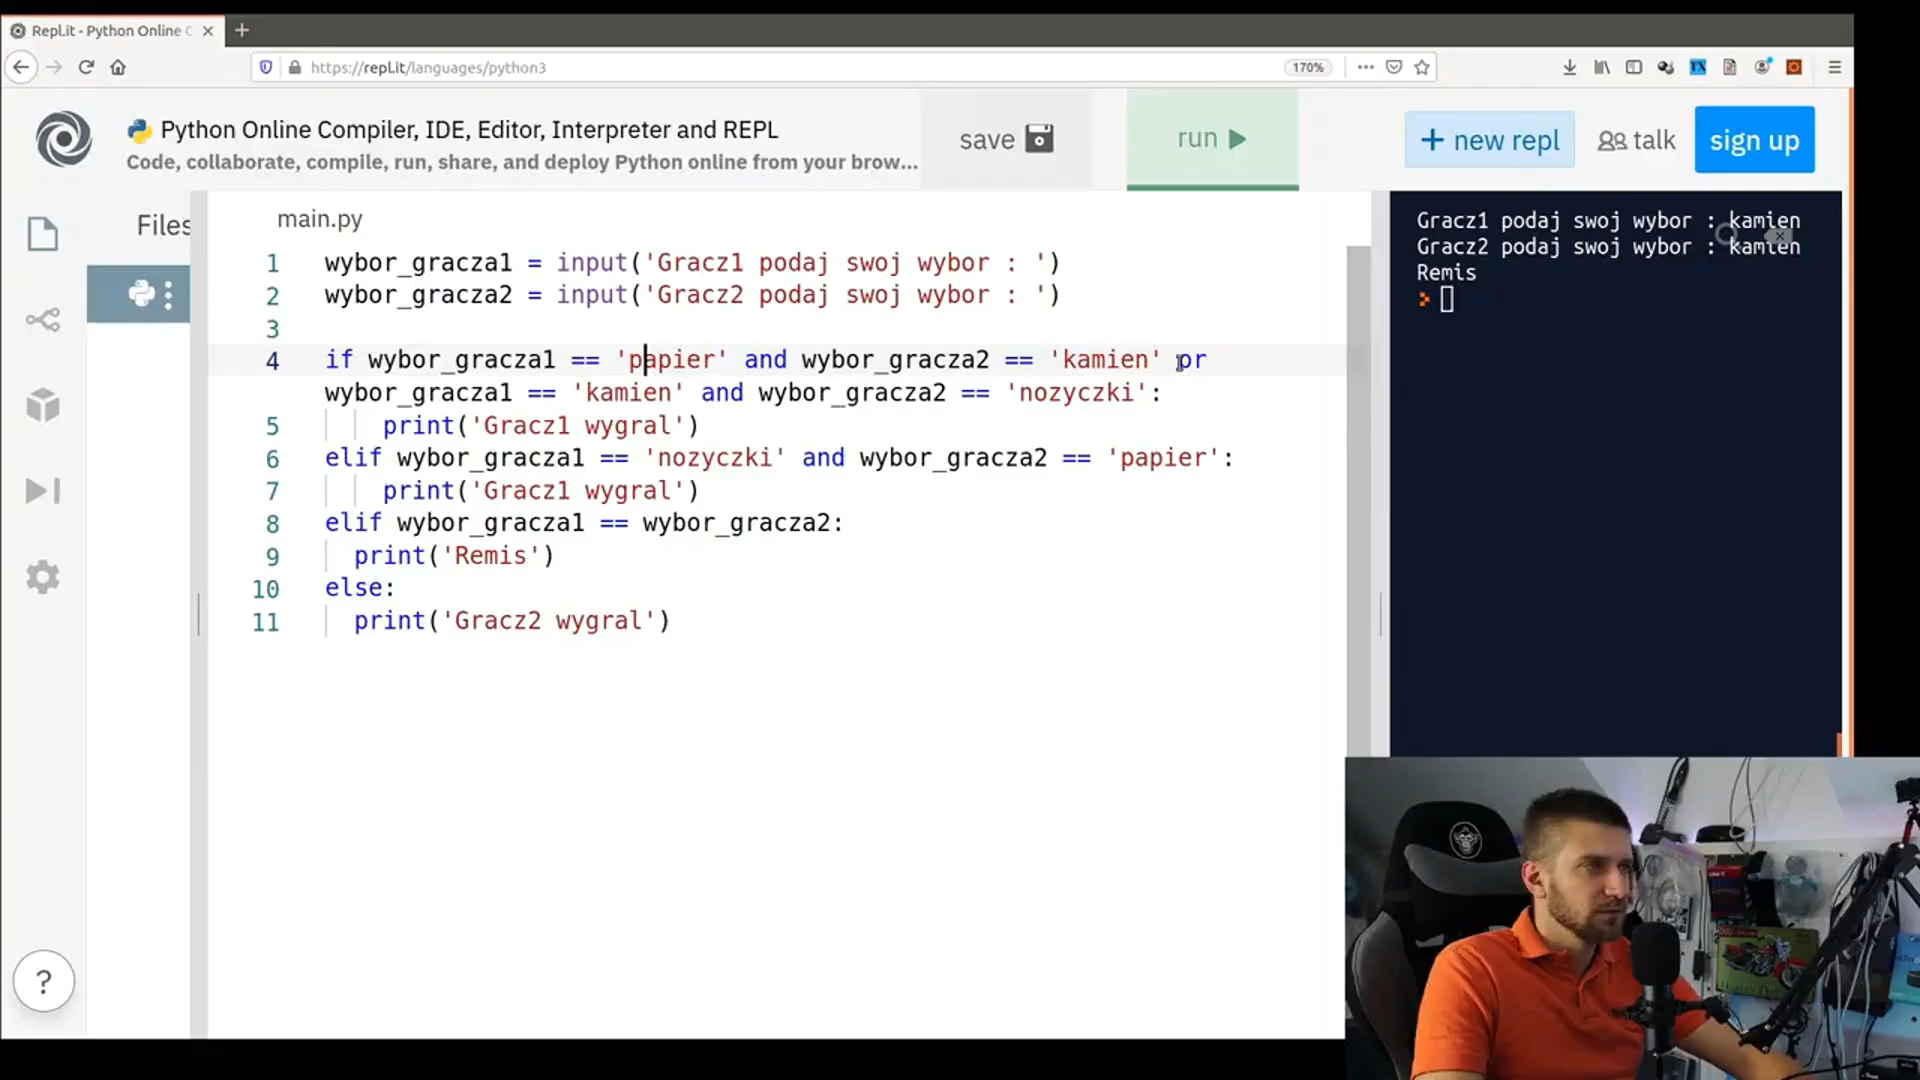 Repl.it - Python Online C
https://repl.it/languages/python3
170%
Python Online Compiler, IDE, Editor, Interpreter and REPL
Code, collaborate, compile, run, share, and deploy Python online from your brow...
save
run
+ new repl
talk
sign up
Files
main.py
1 wybor_gracza1 = input('Gracz1 podaj swoj wybor : ')
2 wybor_gracza2 = input('Gracz2 podaj swoj wybor : ')
3
4 if wybor_gracza1 == 'papier' and wybor_gracza2 == 'kamien' or
wybor_gracza1 == 'kamien' and wybor_gracza2 == 'nozyczki':
5 print('Gracz1 wygral')
6 elif wybor_gracza1 == 'nozyczki' and wybor_gracza2 == 'papier':
7 print('Gracz1 wygral')
8 elif wybor_gracza1 == wybor_gracza2:
9 print('Remis')
10 else:
11 print('Gracz2 wygral')
Gracz1 podaj swoj wybor : kamien
Gracz2 podaj swoj wybor : kamien
Remis
?